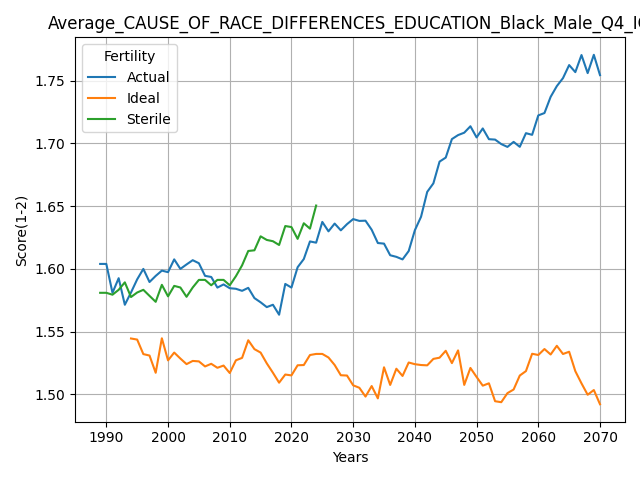 Average_CAUSE_OF_RACE_DIFFERENCES_EDUCATION_Black_Male_Q4_
Fertility
Actual
Ideal
Sterile
Score(1-2)
1.75
1.70
1.65
1.60
1.55
1.50
1990 2000 2010 2020 2030 2040 2050 2060 2070
Years